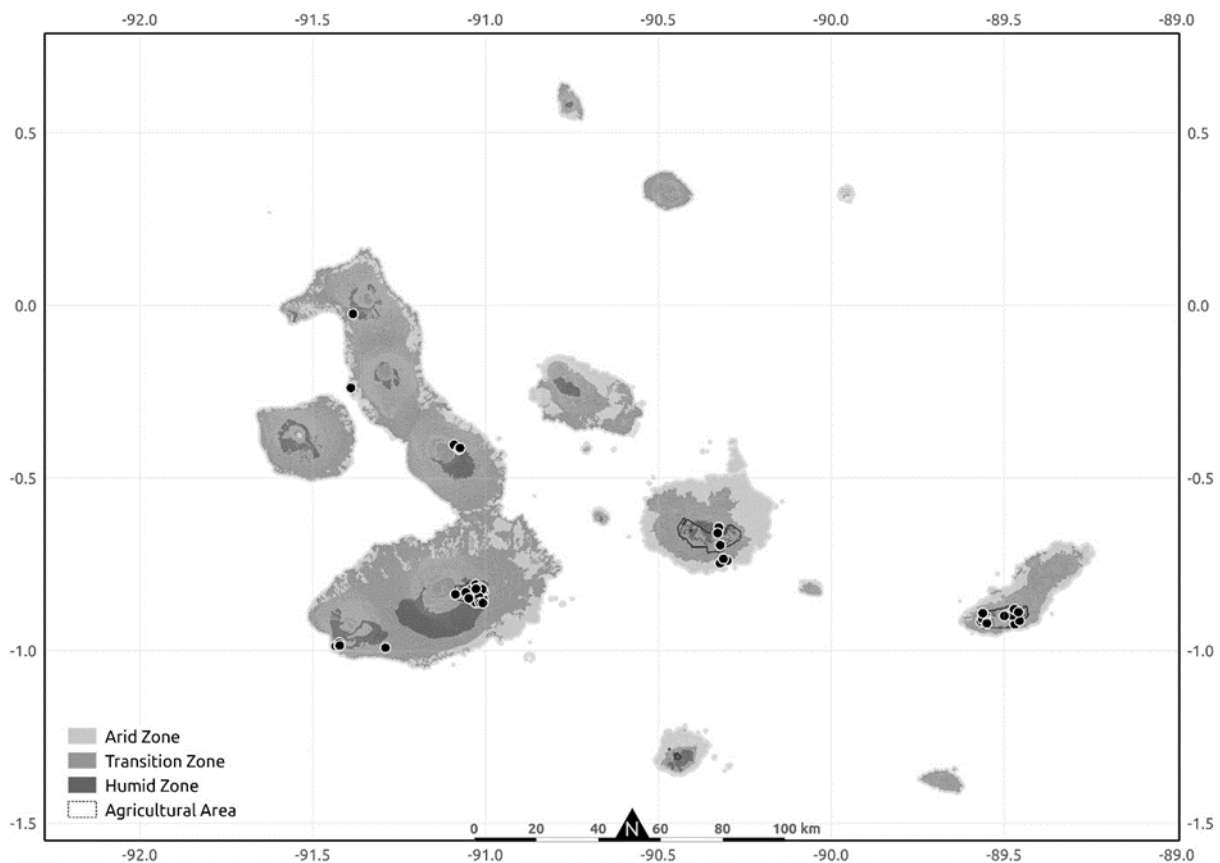 -92.0 -91.5 -91.0 -90.5 -90.0 -89.5 -89.0
0.5 0.5
0.0 0.0
-0.5 -0.5
-1.0 -1.0
Arid Zone
Transition Zone
Humid Zone
Agricultural Area
-1.5 -1.5
0 20 40 N 60 80 100 km
-92.0 -91.5 -91.0 -90.5 -90.0 -89.5 -89.0